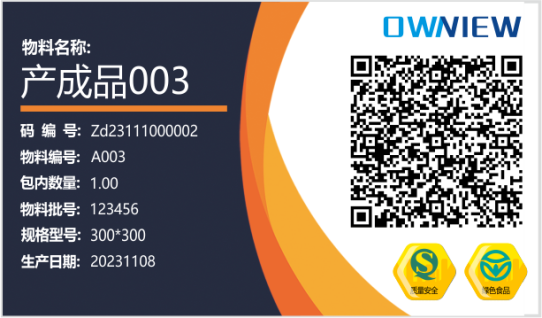 物料名称:
产成品003
码 编 号: Zd23111000002
物料编号: A003
包内数量: 1.00
物料批号: 123456
规格型号: 300*300
生产日期: 20231108
OWNIEW
质量安全
绿色食品